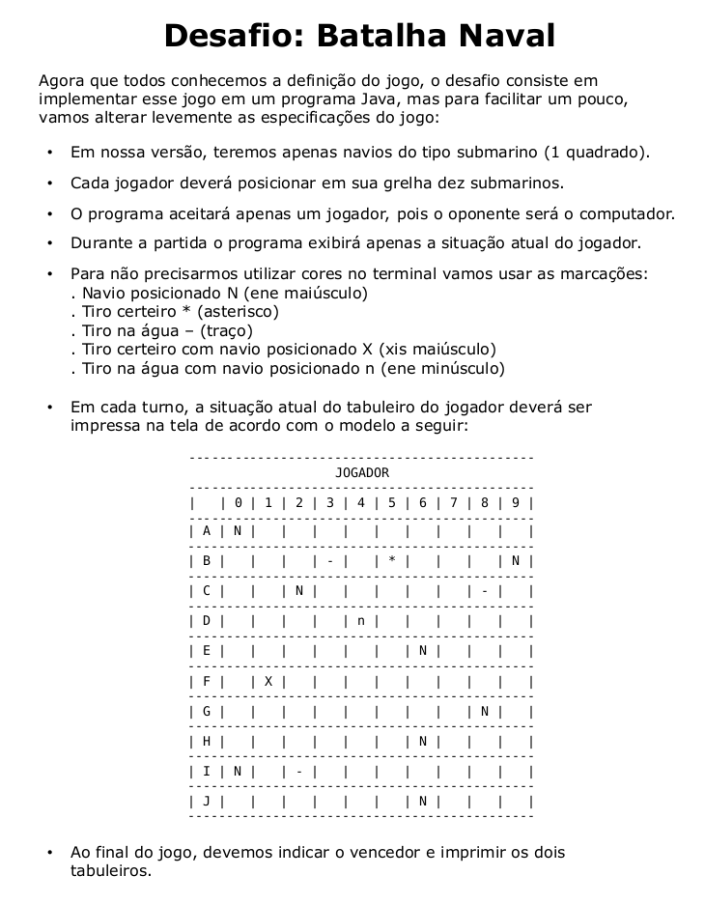 Desafio: Batalha Naval
Agora que todos conhecemos a definição do jogo, o desafio consiste em
implementar esse jogo em um programa Java, mas para facilitar um pouco,
vamos alterar levemente as especificações do jogo:
• Em nossa versão, teremos apenas navios do tipo submarino (1 quadrado).
• Cada jogador deverá posicionar em sua grelha dez submarinos.
• O programa aceitará apenas um jogador, pois o oponente será o computador.
• Durante a partida o programa exibirá apenas a situação atual do jogador.
• Para não precisarmos utilizar cores no terminal vamos usar as marcações:
. Navio posicionado N (ene maiúsculo)
. Tiro certeiro * (asterisco)
. Tiro na água – (traço)
. Tiro certeiro com navio posicionado X (xis maiúsculo)
. Tiro na água com navio posicionado n (ene minúsculo)
• Em cada turno, a situação atual do tabuleiro do jogador deverá ser
impressa na tela de acordo com o modelo a seguir:
---------------------------------------------
JOGADOR
---------------------------------------------
|   | 0 | 1 | 2 | 3 | 4 | 5 | 6 | 7 | 8 | 9 |
---------------------------------------------
| A | N |   |   |   |   |   |   |   |   |   |
---------------------------------------------
| B |   |   |   | - |   | * |   |   |   | N |
---------------------------------------------
| C |   |   | N |   |   |   |   |   | - |   |
---------------------------------------------
| D |   |   |   |   | n |   |   |   |   |   |
---------------------------------------------
| E |   |   |   |   |   |   | N |   |   |   |
---------------------------------------------
| F |   | X |   |   |   |   |   |   |   |   |
---------------------------------------------
| G |   |   |   |   |   |   |   |   | N |   |
---------------------------------------------
| H |   |   |   |   |   |   | N |   |   |   |
---------------------------------------------
| I | N |   | - |   |   |   |   |   |   |   |
---------------------------------------------
| J |   |   |   |   |   |   | N |   |   |   |
---------------------------------------------
• Ao final do jogo, devemos indicar o vencedor e imprimir os dois
tabuleiros.